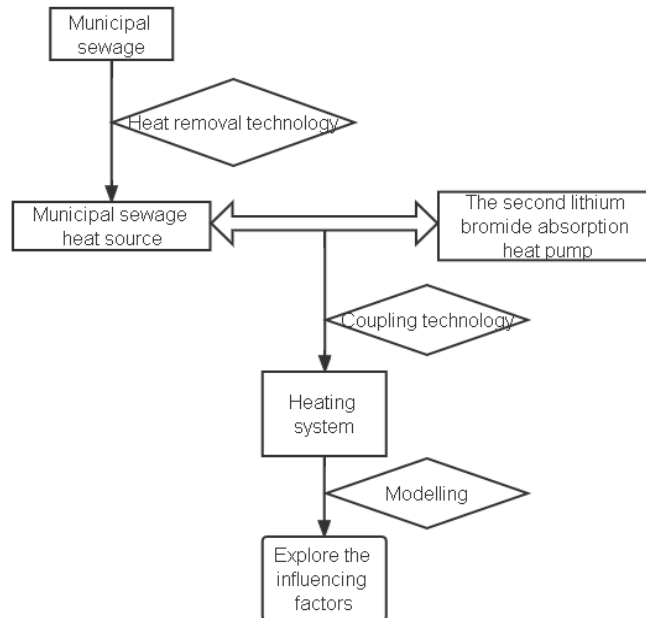 Municipal
sewage
Heat removal technology
Municipal sewage
heat source
The second lithium
bromide absorption
heat pump
Coupling technology
Heating
system
Modelling
Explore the
influencing
factors